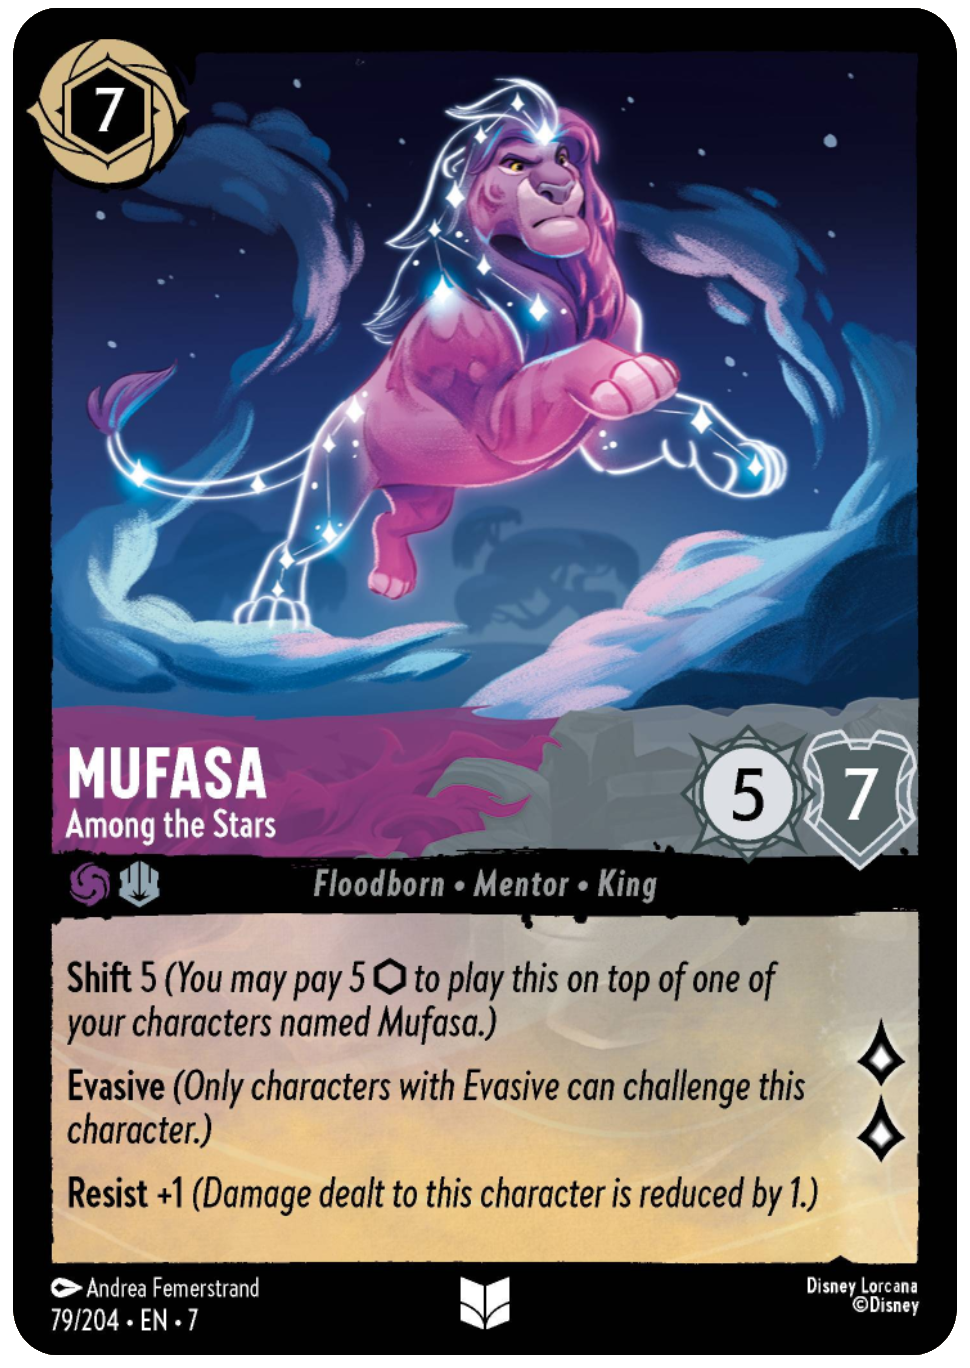 7
MUFASA
Among the Stars
5
7
Floodborn • Mentor • King
Shift 5 (You may pay 5 ⬡ to play this on top of one of
your characters named Mufasa.)
Evasive (Only characters with Evasive can challenge this
character.)
Resist +1 (Damage dealt to this character is reduced by 1.)
Andrea Femerstrand
79/204 • EN • 7
Disney Lorcana
©Disney